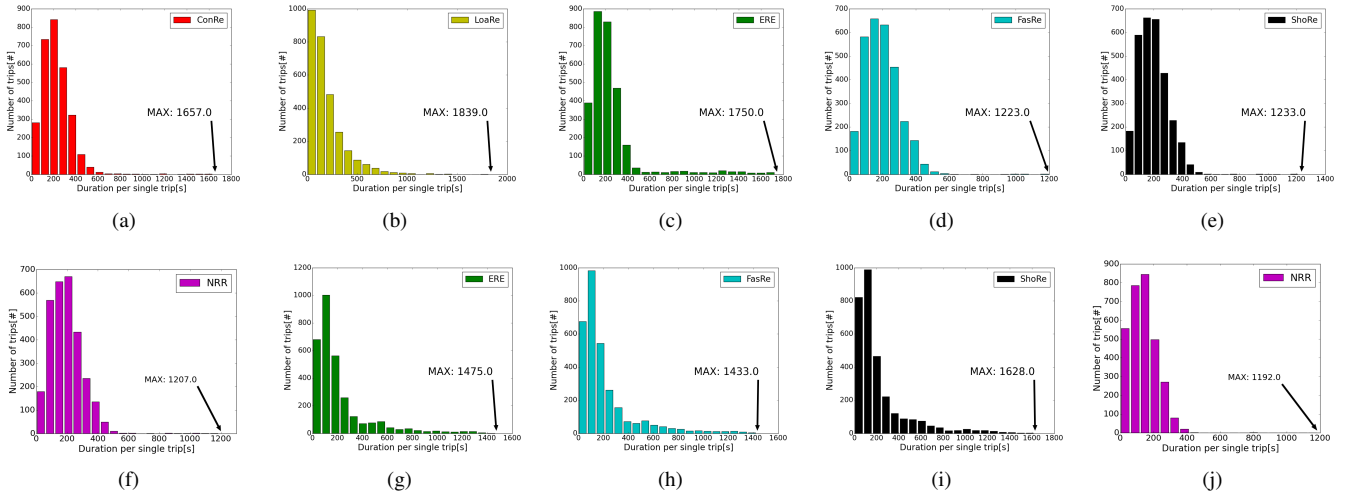 900
800
700
600
500
400
300
200
100
0
Number of trips[#]
ConRe
MAX: 1657.0
0 200 400 600 800 1000 1200 1400 1600 1800
Duration per single trip[s]
(a)
1000
800
600
400
200
0
Number of trips[#]
LoaRe
MAX: 1839.0
0 500 1000 1500 2000
Duration per single trip[s]
(b)
900
800
700
600
500
400
300
200
100
0
Number of trips[#]
ERE
MAX: 1750.0
0 200 400 600 800 1000 1200 1400 1600 1800
Duration per single trip[s]
(c)
700
600
500
400
300
200
100
0
Number of trips[#]
FasRe
MAX: 1223.0
0 200 400 600 800 1000 1200
Duration per single trip[s]
(d)
700
600
500
400
300
200
100
0
Number of trips[#]
ShoRe
MAX: 1233.0
0 200 400 600 800 1000 1200 1400
Duration per single trip[s]
(e)
700
600
500
400
300
200
100
0
Number of trips[#]
NRR
MAX: 1207.0
0 200 400 600 800 1000 1200
Duration per single trip[s]
(f)
1200
1000
800
600
400
200
0
Number of trips[#]
ERE
MAX: 1475.0
0 200 400 600 800 1000 1200 1400 1600
Duration per single trip[s]
(g)
1000
800
600
400
200
0
Number of trips[#]
FasRe
MAX: 1433.0
0 200 400 600 800 1000 1200 1400 1600
Duration per single trip[s]
(h)
1000
800
600
400
200
0
Number of trips[#]
ShoRe
MAX: 1628.0
0 200 400 600 800 1000 1200 1400 1600 1800
Duration per single trip[s]
(i)
900
800
700
600
500
400
300
200
100
0
Number of trips[#]
NRR
MAX: 1192.0
0 200 400 600 800 1000 1200
Duration per single trip[s]
(j)